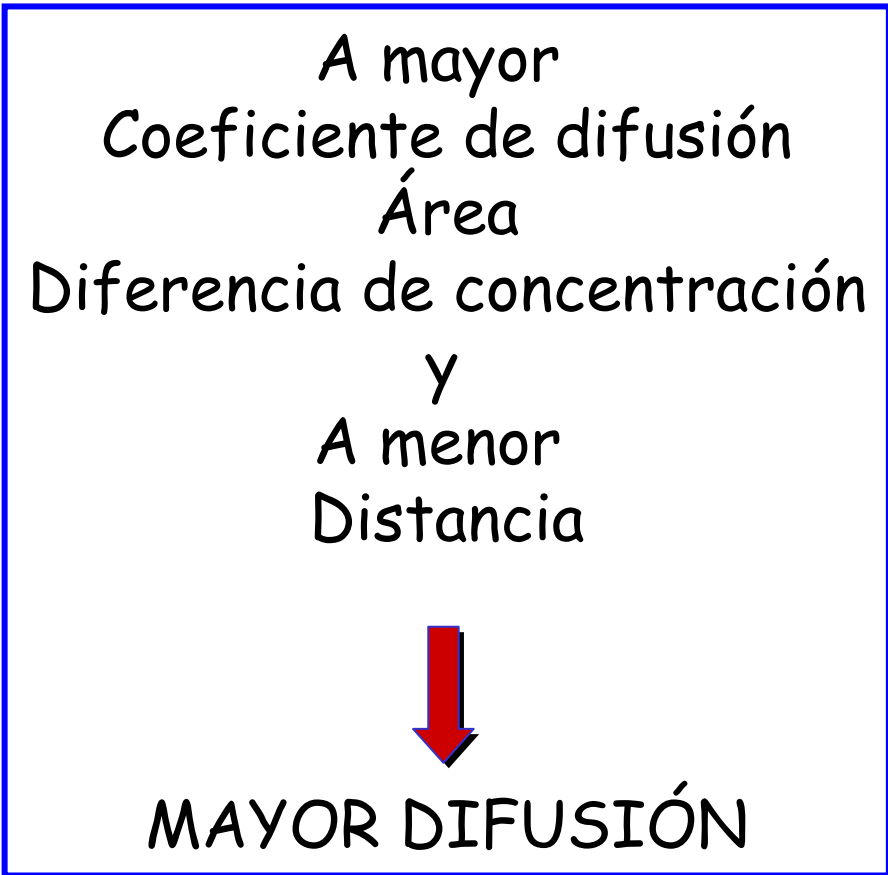 A mayor
Coeficiente de difusión
Área
Diferencia de concentración
y
A menor
Distancia
MAYOR DIFUSIÓN